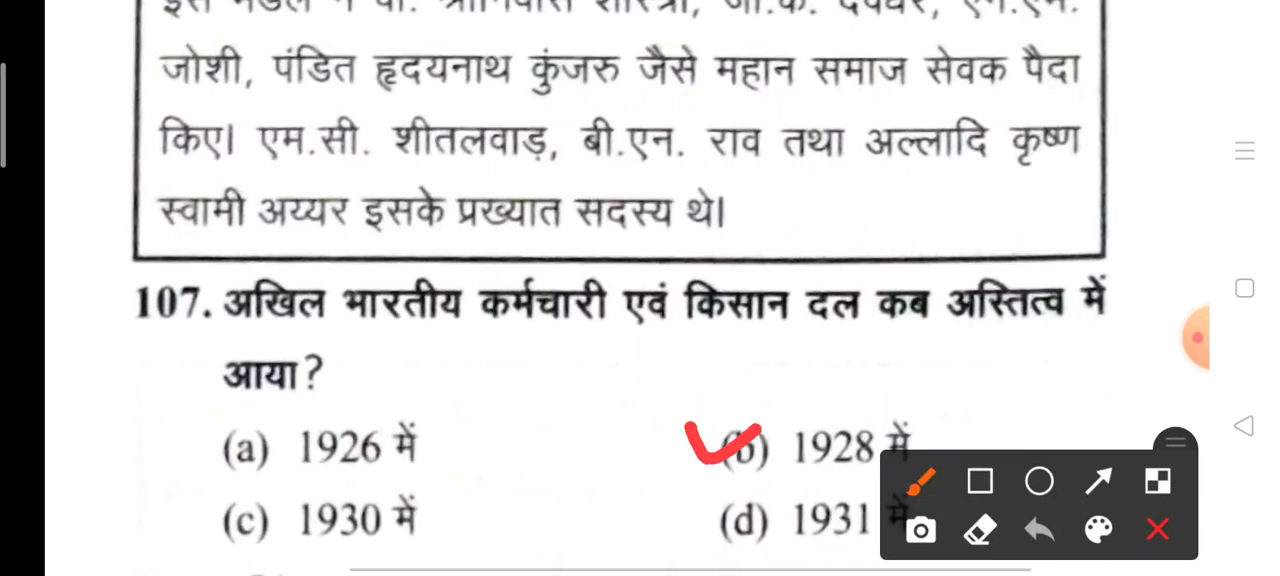 जोशी, पंडित हृदयनाथ कुंजरु जैसे महान समाज सेवक पैदा
किए। एम.सी. शीतलवाड़, बी.एन. राव तथा अल्लादि कृष्ण
स्वामी अय्यर इसके प्रख्यात सदस्य थे।
107. अखिल भारतीय कर्मचारी एवं किसान दल कब अस्तित्व में
आया?
(a) 1926 में (b) 1928 में
(c) 1930 में (d) 1931 में